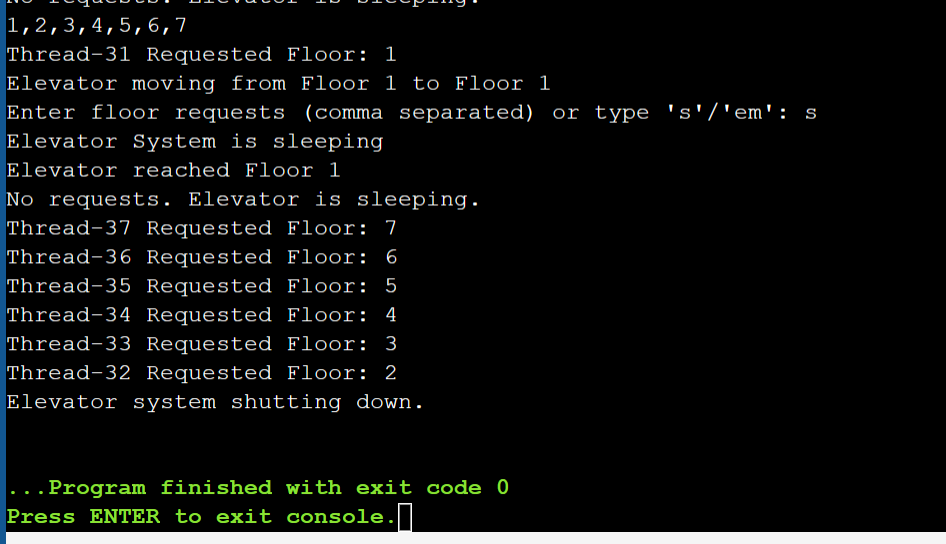 No requests. Elevator is sleeping.
1,2,3,4,5,6,7
Thread-31 Requested Floor: 1
Elevator moving from Floor 1 to Floor 1
Enter floor requests (comma separated) or type 's'/'em': s
Elevator System is sleeping
Elevator reached Floor 1
No requests. Elevator is sleeping.
Thread-37 Requested Floor: 7
Thread-36 Requested Floor: 6
Thread-35 Requested Floor: 5
Thread-34 Requested Floor: 4
Thread-33 Requested Floor: 3
Thread-32 Requested Floor: 2
Elevator system shutting down.
...Program finished with exit code 0
Press ENTER to exit console.